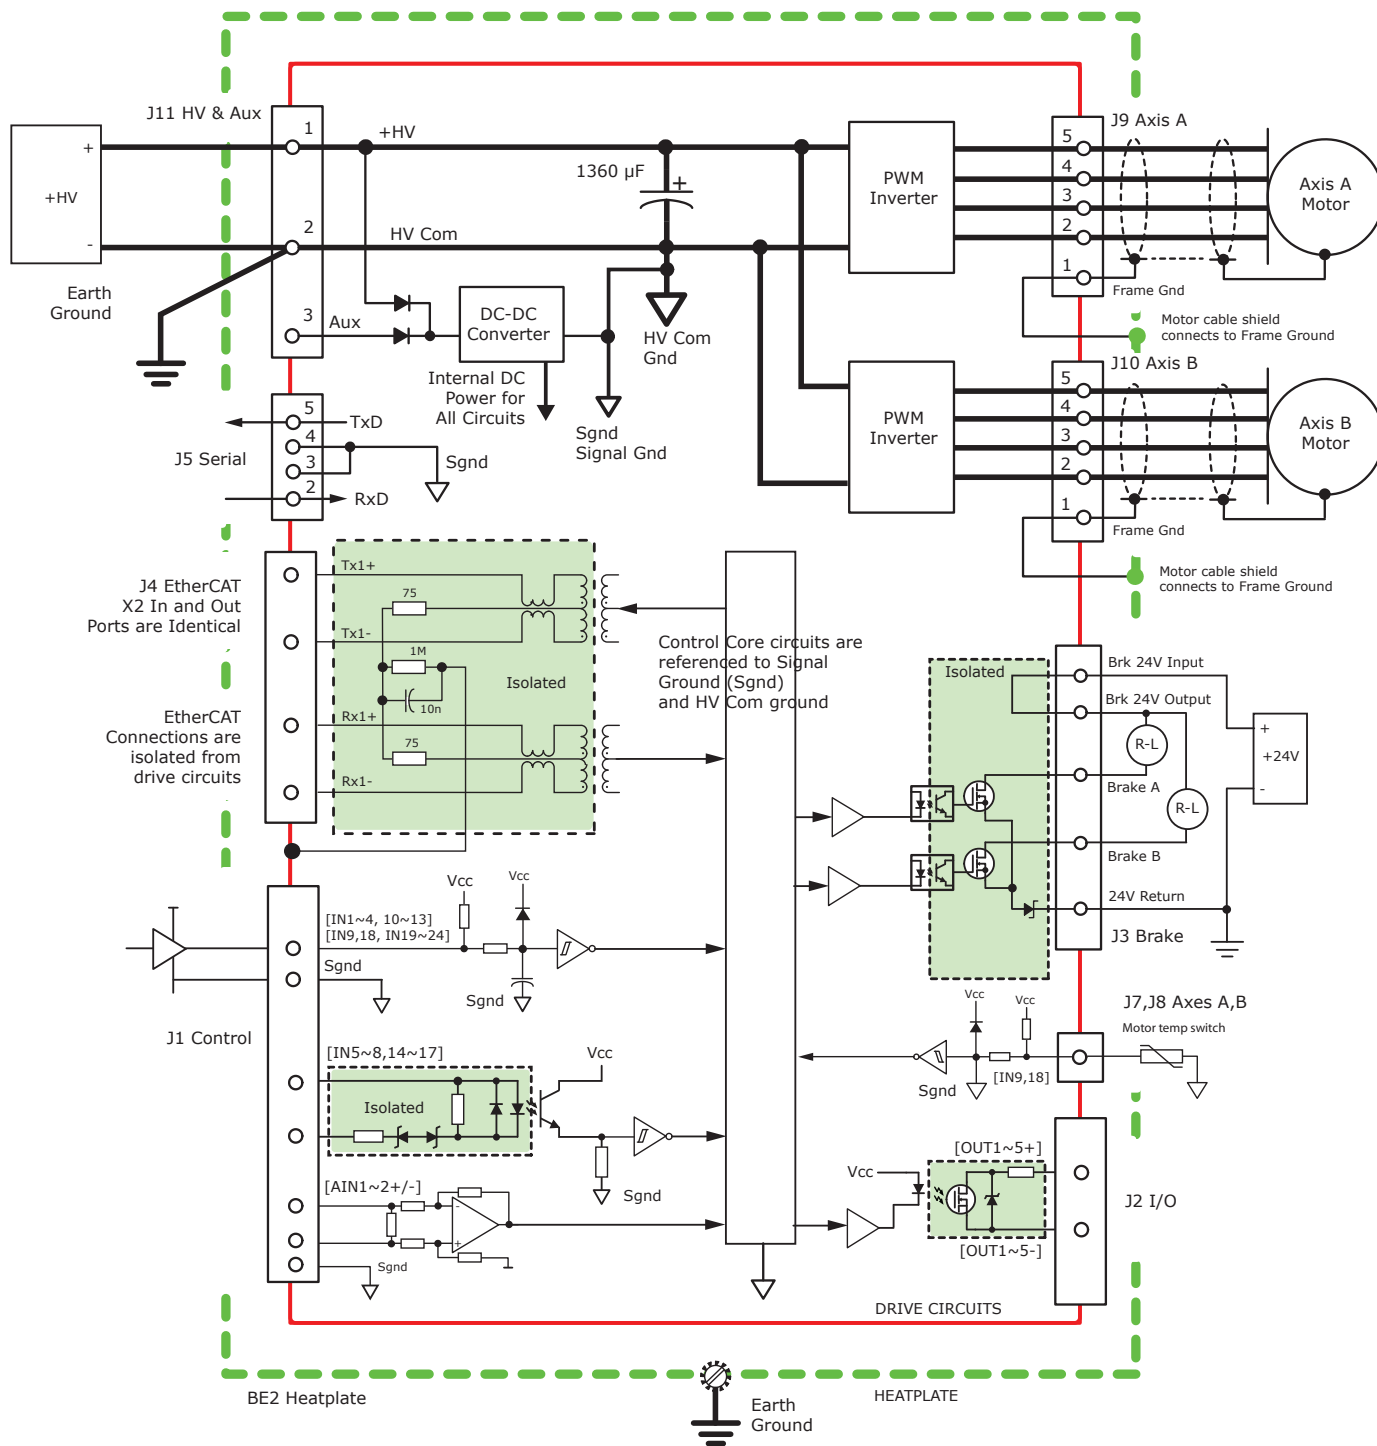 J11 HV & Aux
+
+HV
-
1
+HV
2
HV Com
3
Aux
Earth
Ground
1360 µF
+
DC-DC
Converter
Internal DC
Power for
All Circuits
HV Com
Gnd
Sgnd
Signal Gnd
PWM
Inverter
J9 Axis A
5
4
3
2
1
Axis A
Motor
Frame Gnd
Motor cable shield
connects to Frame Ground
PWM
Inverter
J10 Axis B
5
4
3
2
1
Axis B
Motor
Frame Gnd
Motor cable shield
connects to Frame Ground
J5 Serial
5
TxD
4
3
Sgnd
2
RxD
J4 EtherCAT
X2 In and Out
Ports are Identical
EtherCAT
Connections are
isolated from
drive circuits
Tx1+
75
Tx1-
1M
Isolated
10n
Rx1+
75
Rx1-
Control Core circuits are
referenced to Signal
Ground (Sgnd)
and HV Com ground
Isolated
Brk 24V Input
Brk 24V Output
R-L
Brake A
R-L
Brake B
24V Return
+
+24V
-
J3 Brake
J1 Control
[IN1~4, 10~13]
[IN9,18, IN19~24]
Vcc
Vcc
Sgnd
Sgnd
[IN5~8,14~17]
Isolated
Vcc
Sgnd
[AIN1~2+/-]
-
+
Sgnd
J7,J8 Axes A,B
Motor temp switch
Vcc
Vcc
Sgnd
[IN9,18]
[OUT1~5+]
Vcc
[OUT1~5-]
J2 I/O
DRIVE CIRCUITS
BE2 Heatplate
HEATPLATE
Earth
Ground